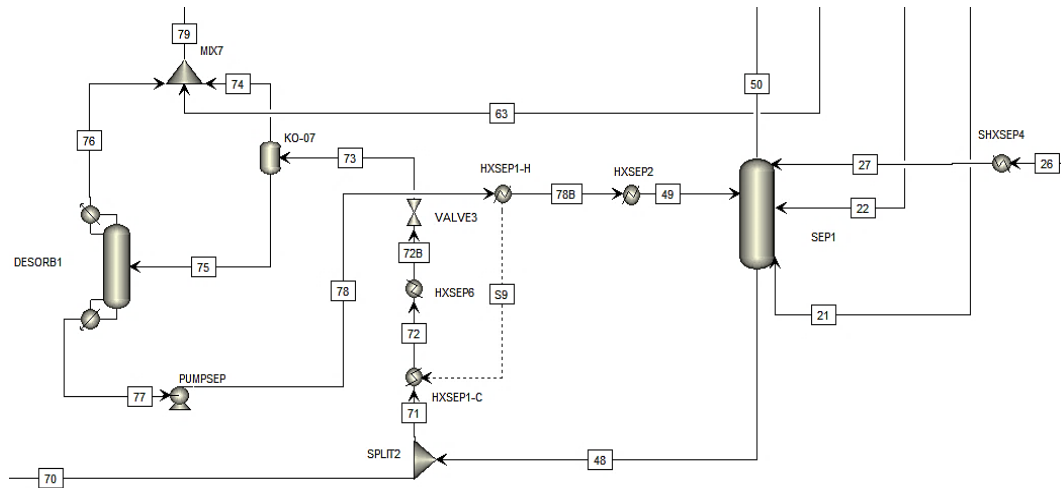 79
MIX7
74
50
63
76
KO-07
SHXSEP4
73
HXSEP1-H
HXSEP2
27
26
78B
49
VALVE3
22
SEP1
DESORB1
75
72B
78
HXSEP6
S9
21
72
PUMPSEP
77
HXSEP1-C
71
SPLIT2
48
70